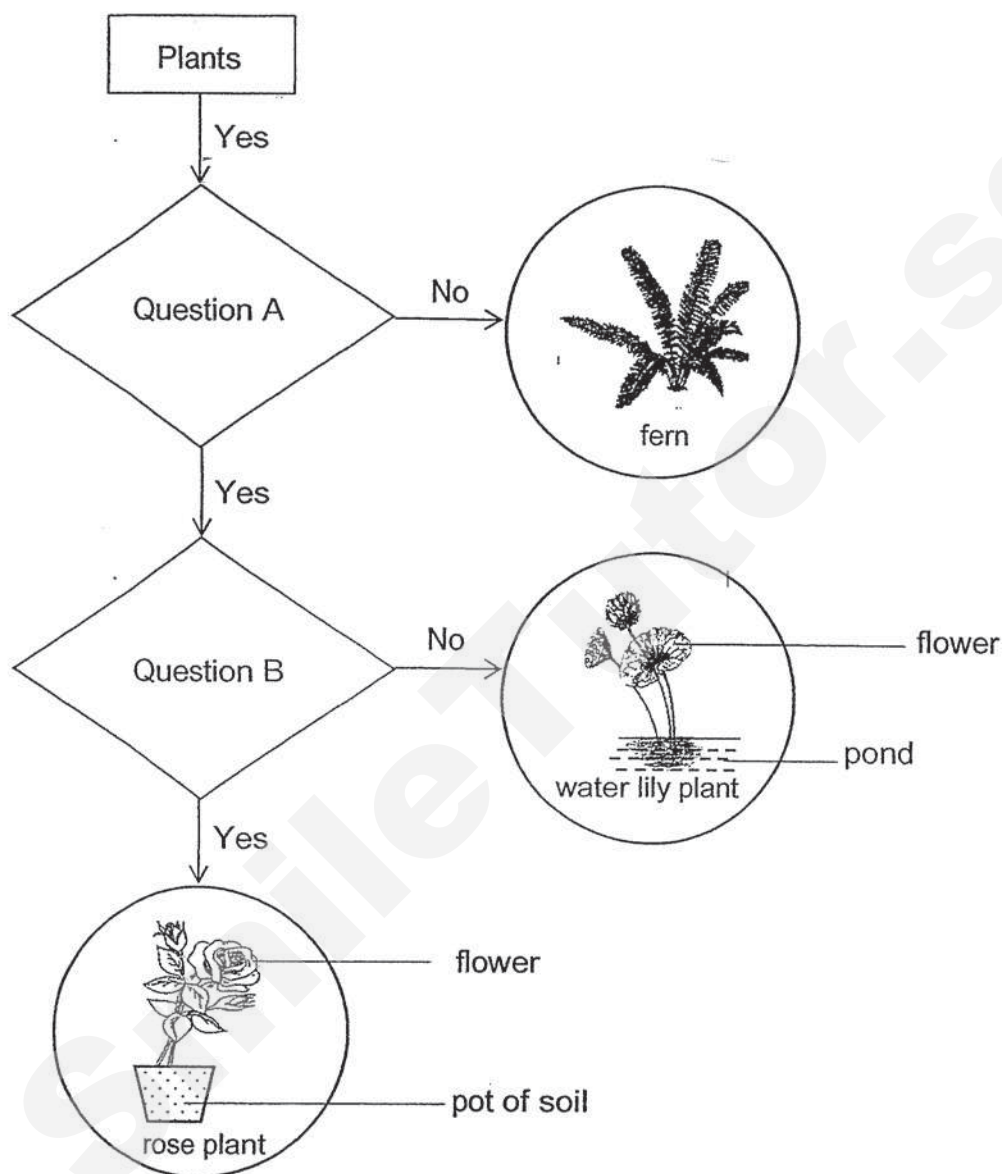 Plants
Yes
Question A
No
fern
Yes
Question B
No
flower
pond
water lily plant
Yes
flower
pot of soil
rose plant
SmileTutor.s